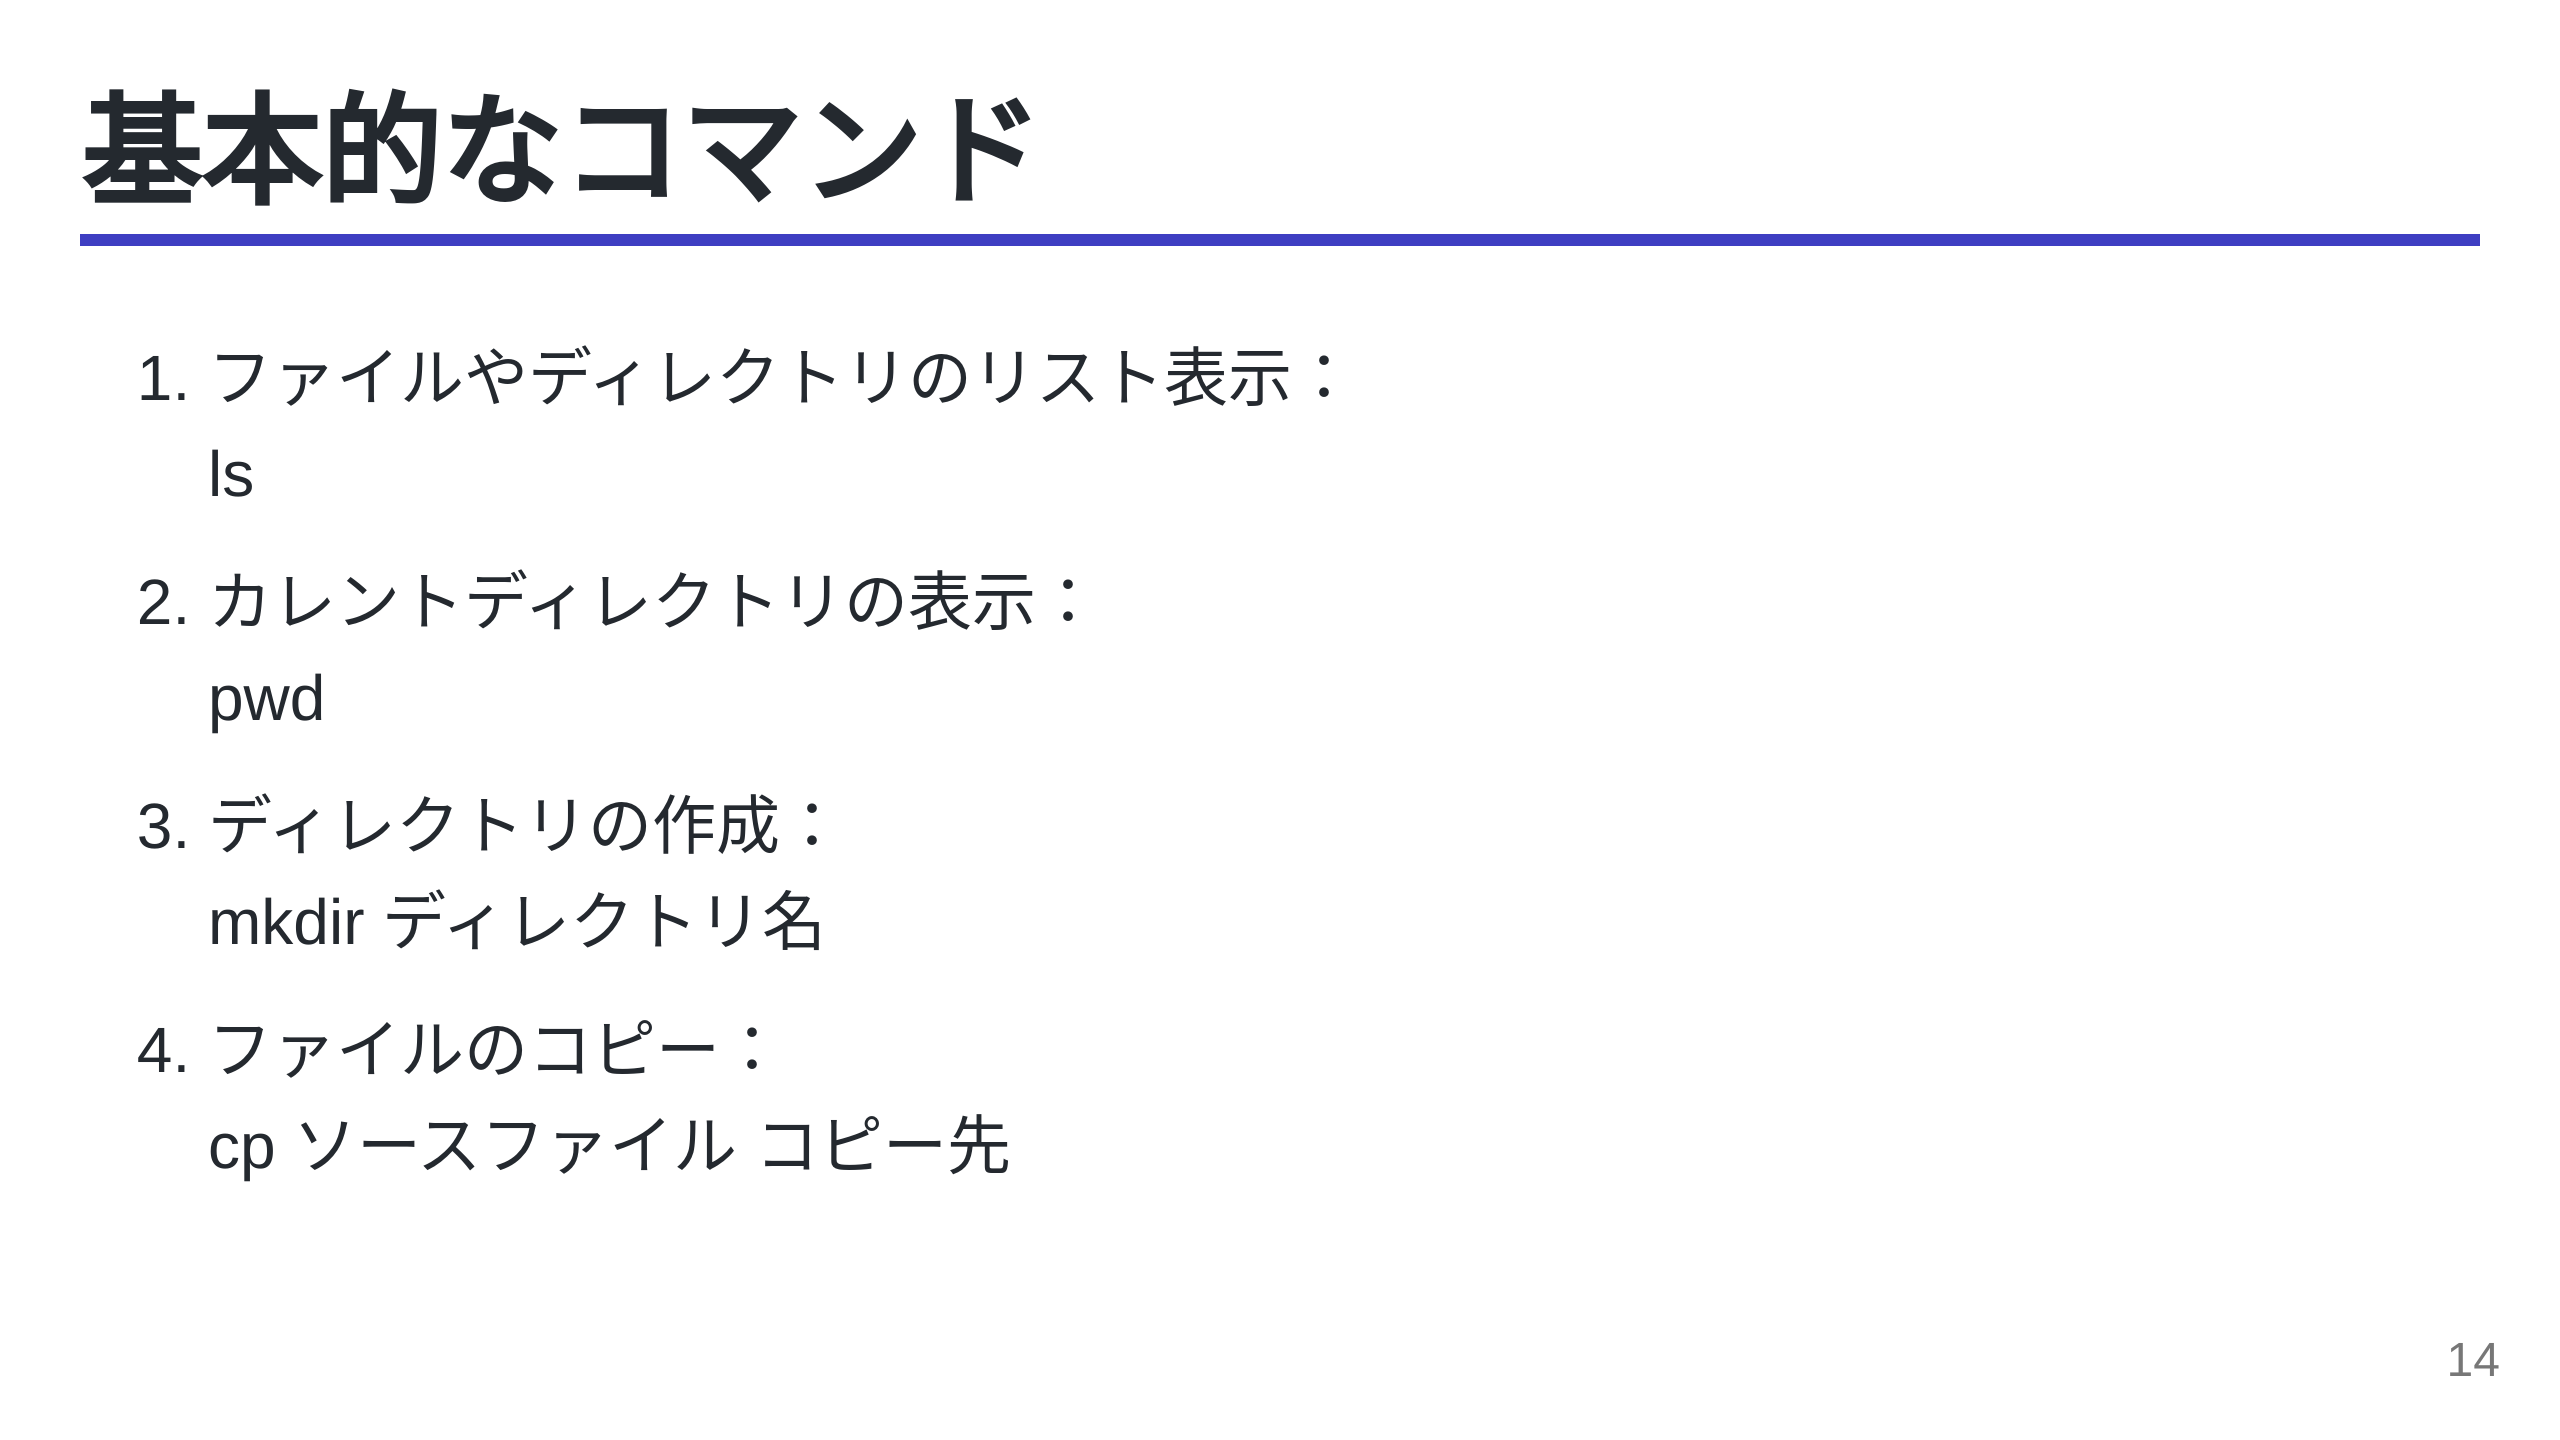 基本的なコマンド
1. ファイルやディレクトリのリスト表示：
ls
2. カレントディレクトリの表示：
pwd
3. ディレクトリの作成：
mkdir ディレクトリ名
4. ファイルのコピー：
cp ソースファイル コピー先
14